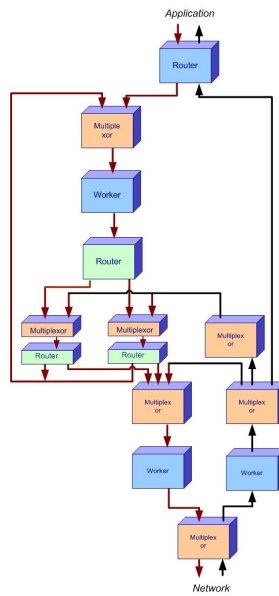 Application
Router
Multiple
xor
Worker
Router
Multiplexor
Multiplexor
Router
Router
Multiplex
or
Multiplex
or
Multiplex
or
Worker
Worker
Multiplex
or
Network